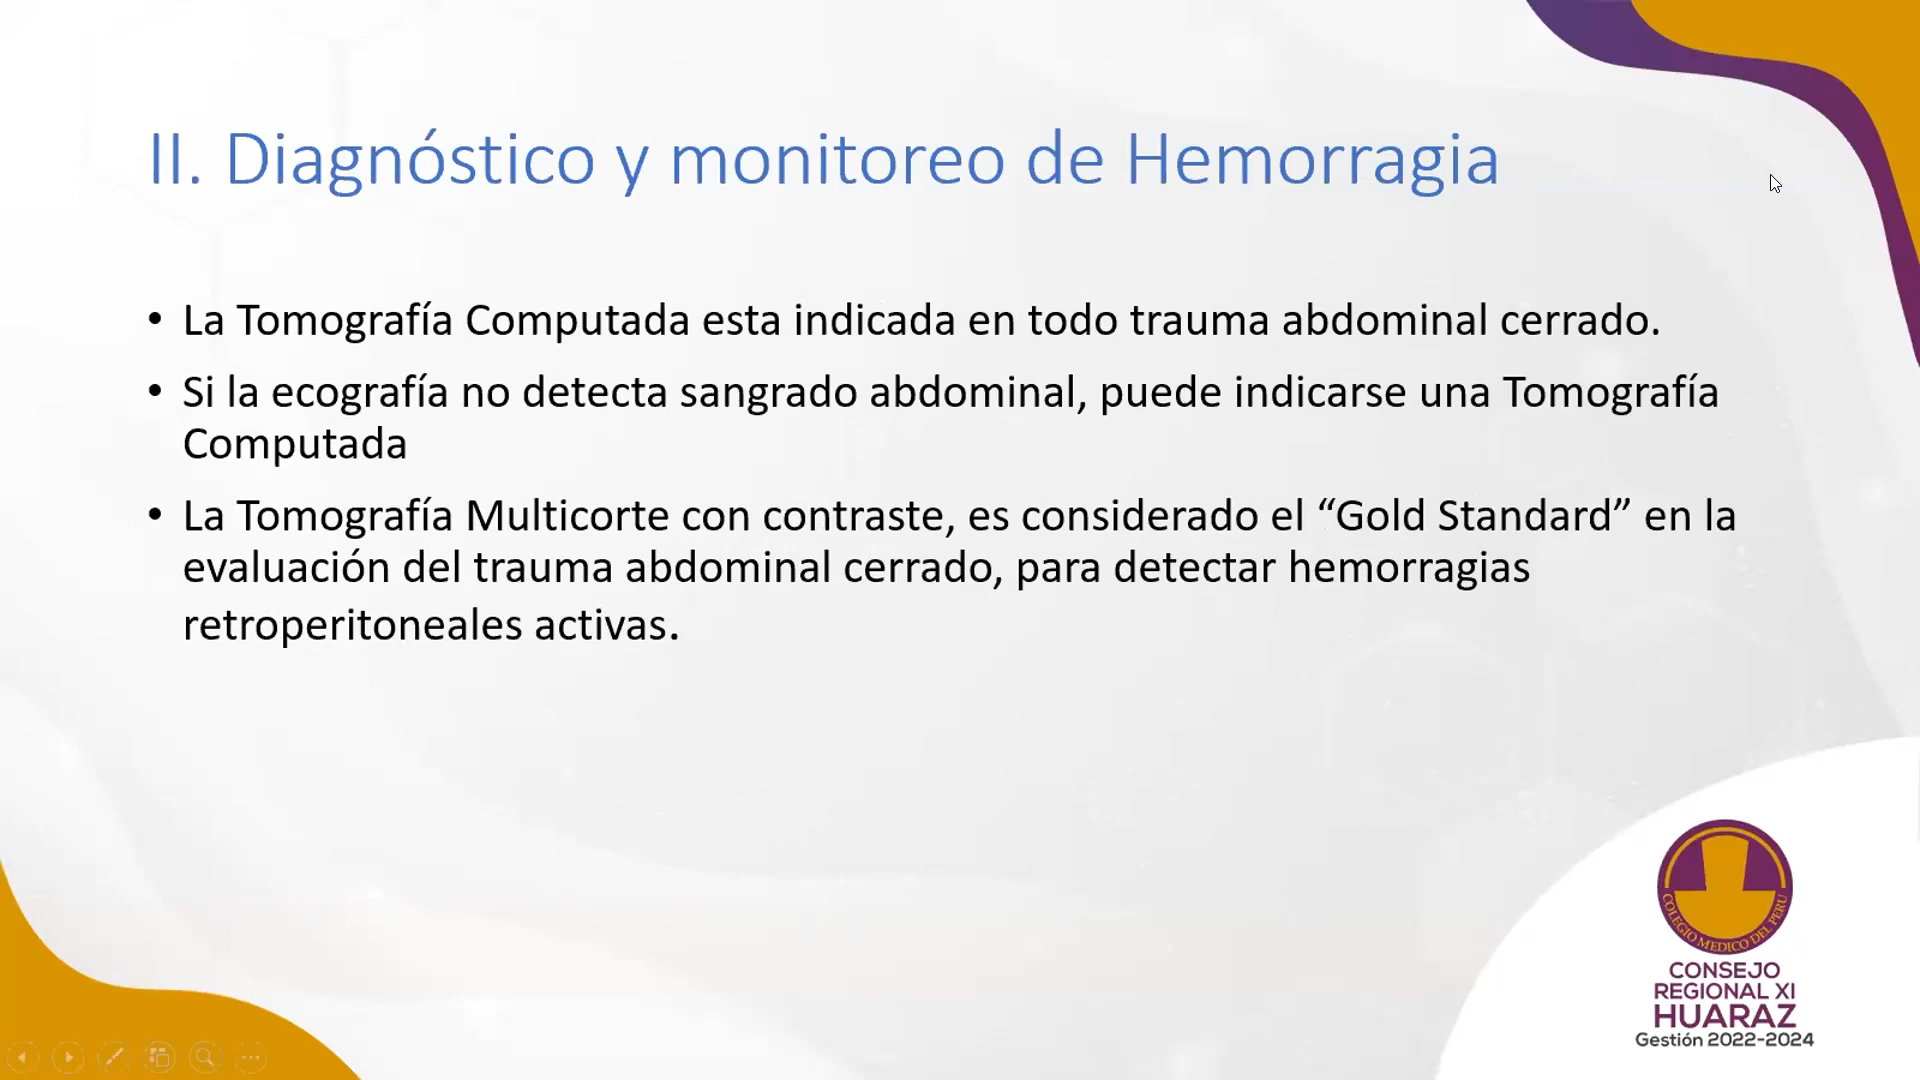 II. Diagnóstico y monitoreo de Hemorragia
• La Tomografía Computada esta indicada en todo trauma abdominal cerrado.
• Si la ecografía no detecta sangrado abdominal, puede indicarse una Tomografía
Computada
• La Tomografía Multicorte con contraste, es considerado el “Gold Standard” en la
evaluación del trauma abdominal cerrado, para detectar hemorragias
retroperitoneales activas.
COLEGIO MEDICO DEL PERU
CONSEJO
REGIONAL XI
HUARAZ
Gestión 2022-2024